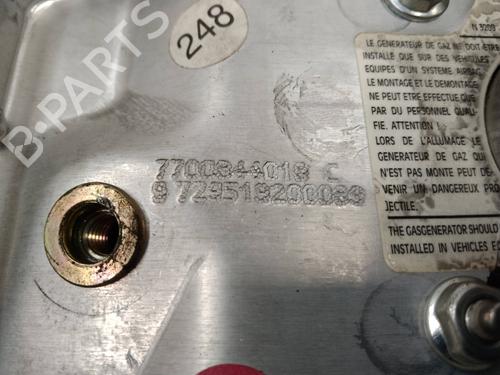 248
N 3209
LE GENERATEUR DE GAZ NE DOIT ETRE
INSTALLE QUE SUR DES VEHICULES
EQUIPES D'UN SYSTEME AIRBAG
LE MONTAGE ET LE DEMONTAGE
NE PEUT ETRE EFFECTUE QUE
PAR DU PERSONNEL QUALI-
FIE. ATTENTION !
LORS DE L'ALLUMAGE LE
GENERATEUR DE GAZ QUI
N'EST PAS MONTE PEUT DEVE-
VENIR UN DANGEREUX PRO-
JECTILE.
THE GASGENERATOR SHOULD
INSTALLED IN VEHICLES E
7700844018 C
9 729519200089
B-PARTS